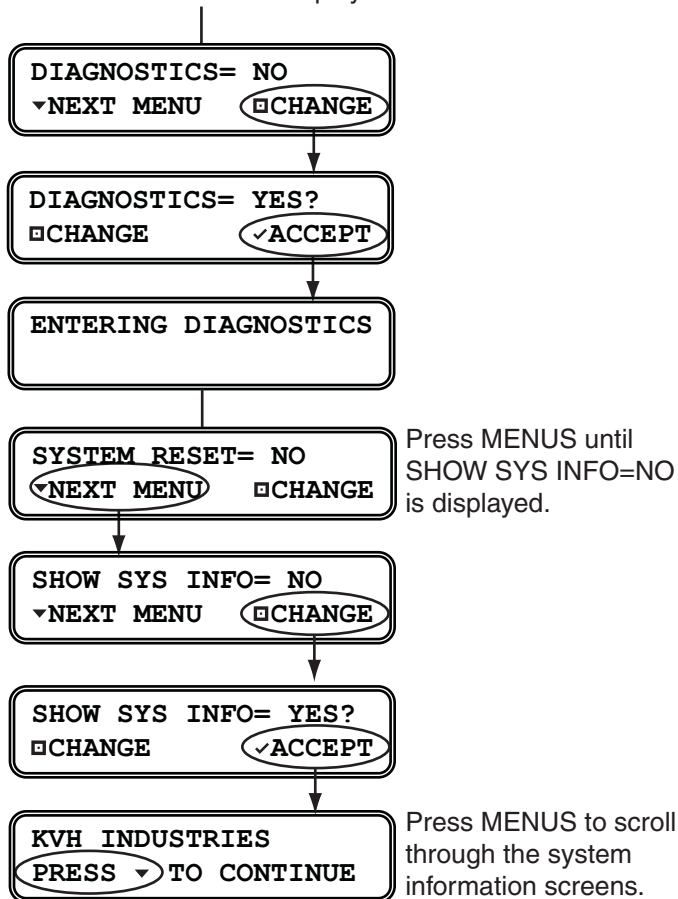 DIAGNOSTICS= NO
▾NEXT MENU ⊡CHANGE
DIAGNOSTICS= YES?
⊡CHANGE ✓ACCEPT
ENTERING DIAGNOSTICS
SYSTEM RESET= NO
▾NEXT MENU ⊡CHANGE
Press MENUS until
SHOW SYS INFO=NO
is displayed.
SHOW SYS INFO= NO
▾NEXT MENU ⊡CHANGE
SHOW SYS INFO= YES?
⊡CHANGE ✓ACCEPT
KVH INDUSTRIES
PRESS ▾ TO CONTINUE
Press MENUS to scroll
through the system
information screens.